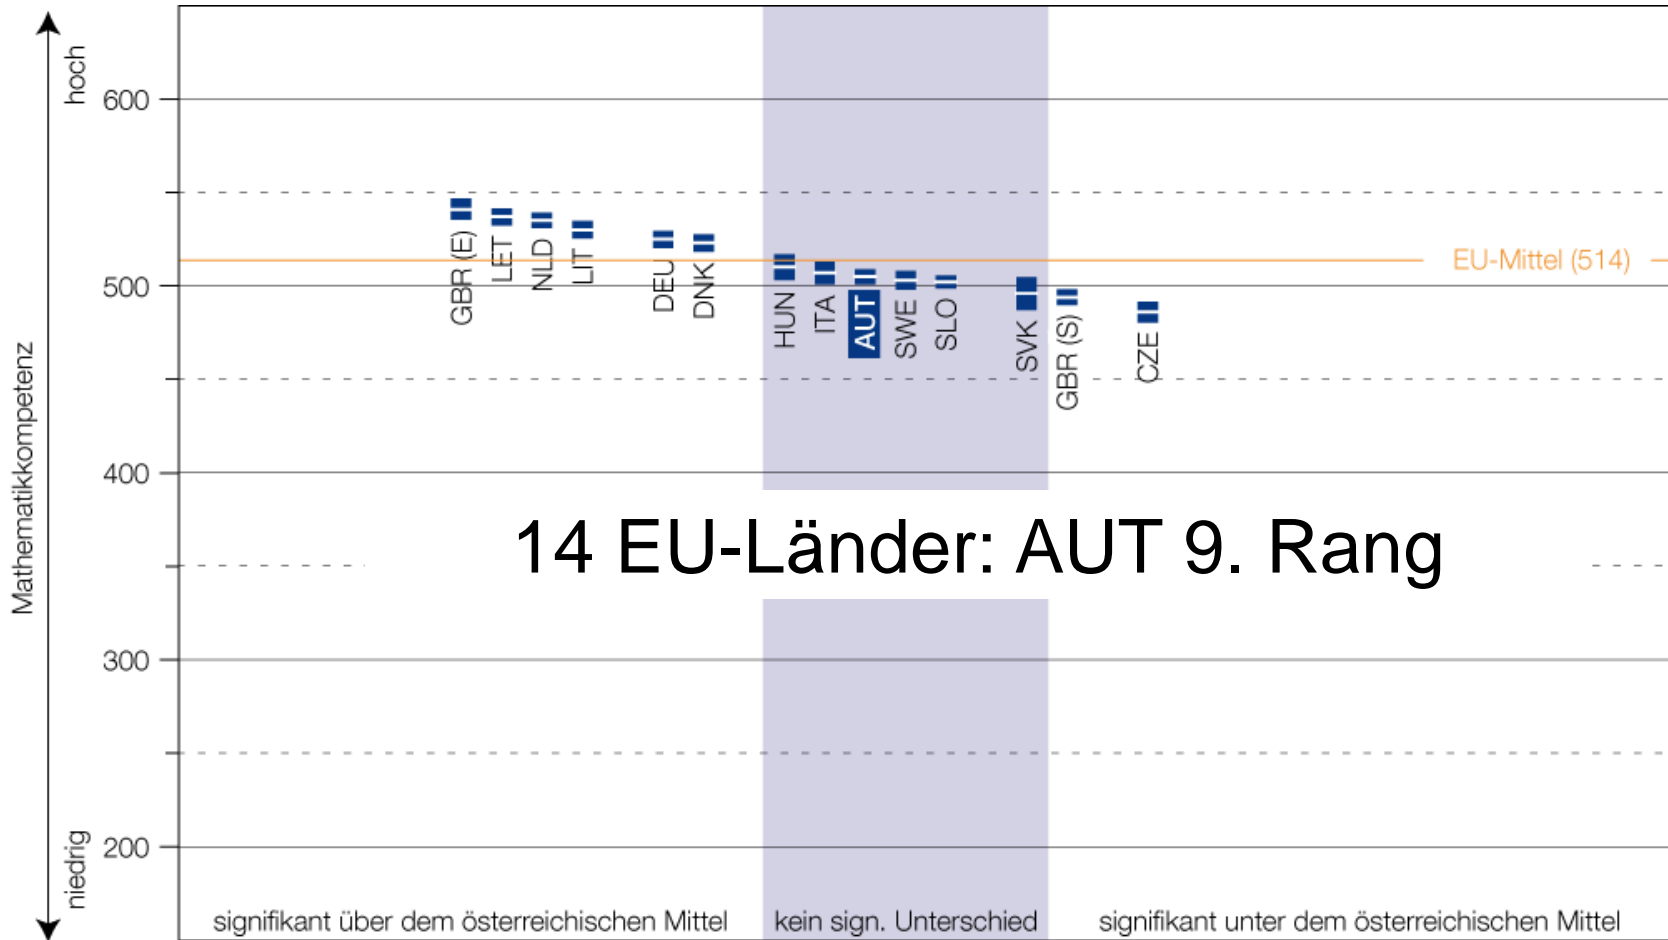 hoch
600
500
400
300
200
niedrig
Mathematikkompetenz
GBR (E)
LET
NLD
LIT
DEU
DNK
HUN
ITA
AUT
SWE
SLO
SVK
GBR (S)
CZE
EU-Mittel (514)
14 EU-Länder: AUT 9. Rang
signifikant über dem österreichischen Mittel
kein sign. Unterschied
signifikant unter dem österreichischen Mittel